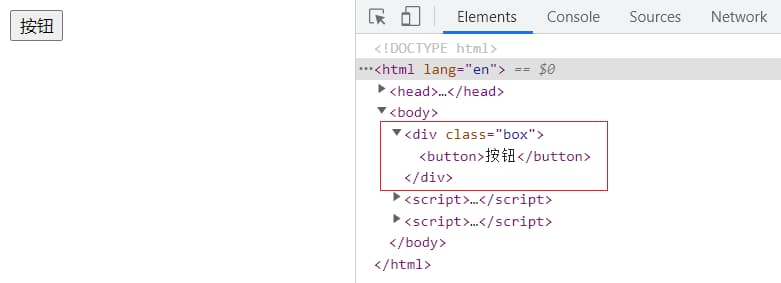 按钮
Elements Console Sources Network
<!DOCTYPE html>
…<html lang="en"> == $0
<head>…</head>
<body>
<div class="box">
<button>按钮</button>
</div>
<script>…</script>
<script>…</script>
</body>
</html>